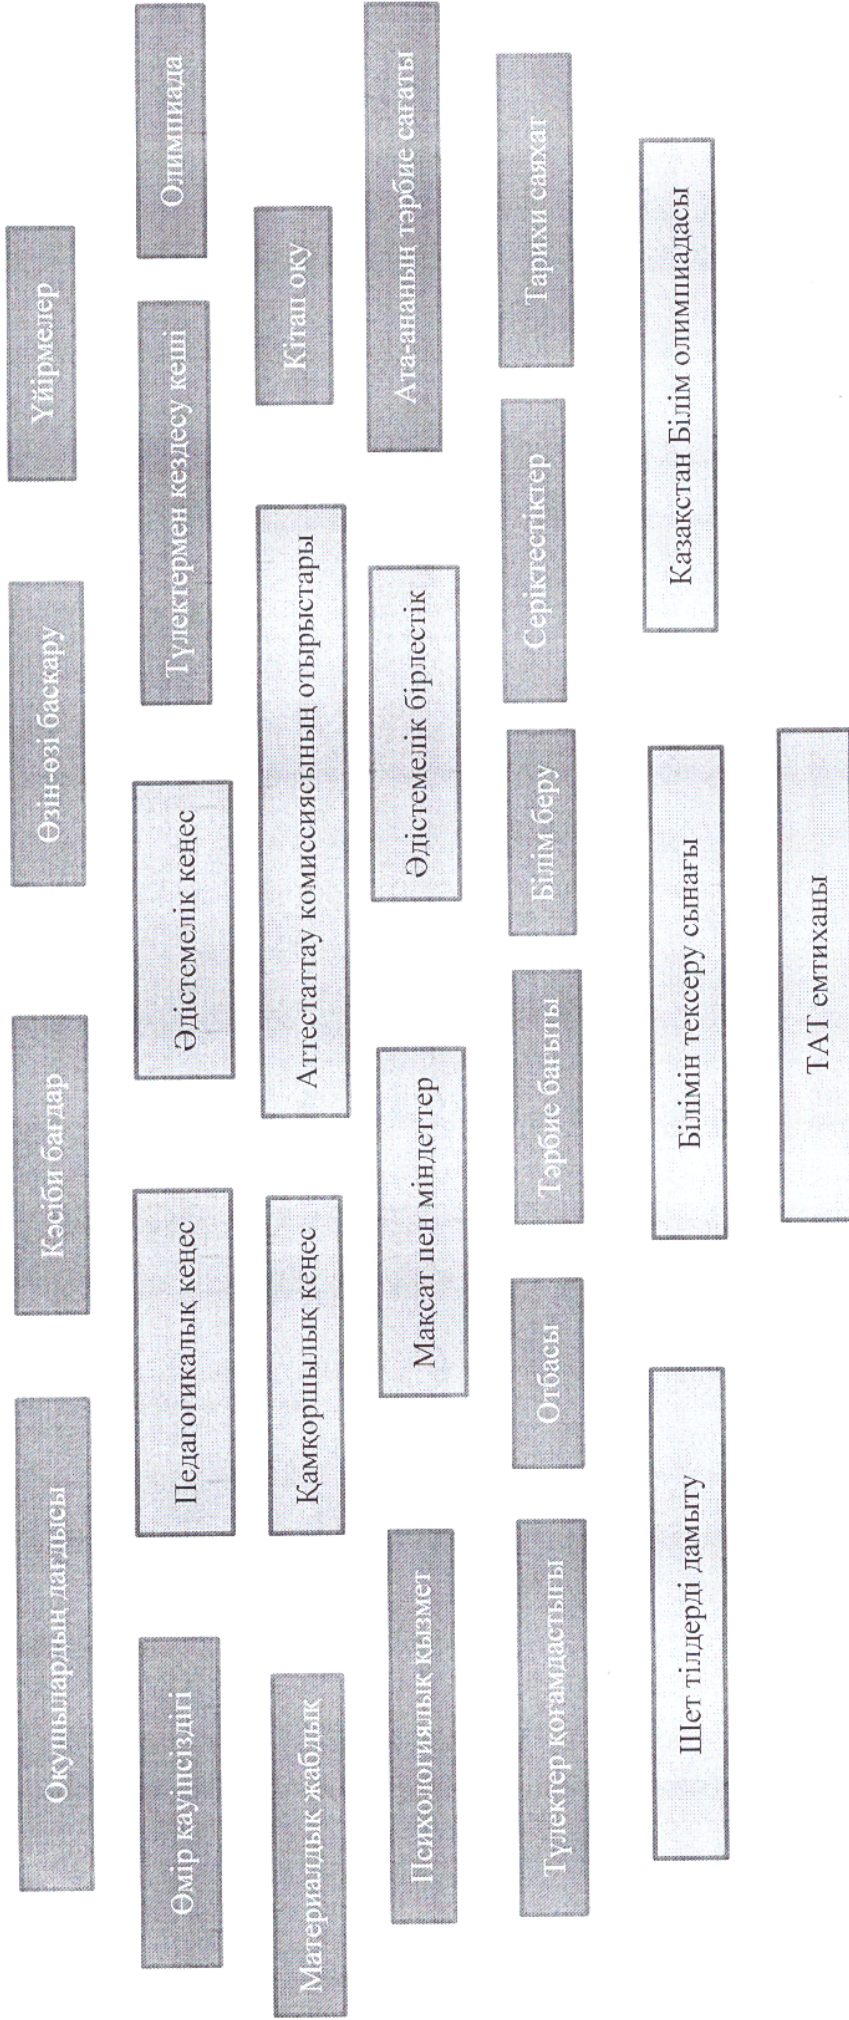 Оқушылардың дағдысы
Кәсіби бағдар
Өзін-өзі басқару
Үйірмелер
Өмір қауіпсіздігі
Педагогикалық кеңес
Әдістемелік кеңес
Түлектермен кездесу кеші
Олимпиада
Материалдық жабдық
Қамқоршылық кеңес
Аттестаттау комиссиясының отырыстары
Кітап оқу
Психологиялық қызмет
Мақсат пен міндеттер
Әдістемелік бірлестік
Ата-ананың тәрбие сағаты
Түлектер қоғамдастығы
Отбасы
Тәрбие бағыты
Білім беру
Серіктестіктер
Тарихи саяхат
Шет тілдерді дамыту
Білімін тексеру сынағы
Қазақстан Білім олимпиадасы
ТАТ емтиханы